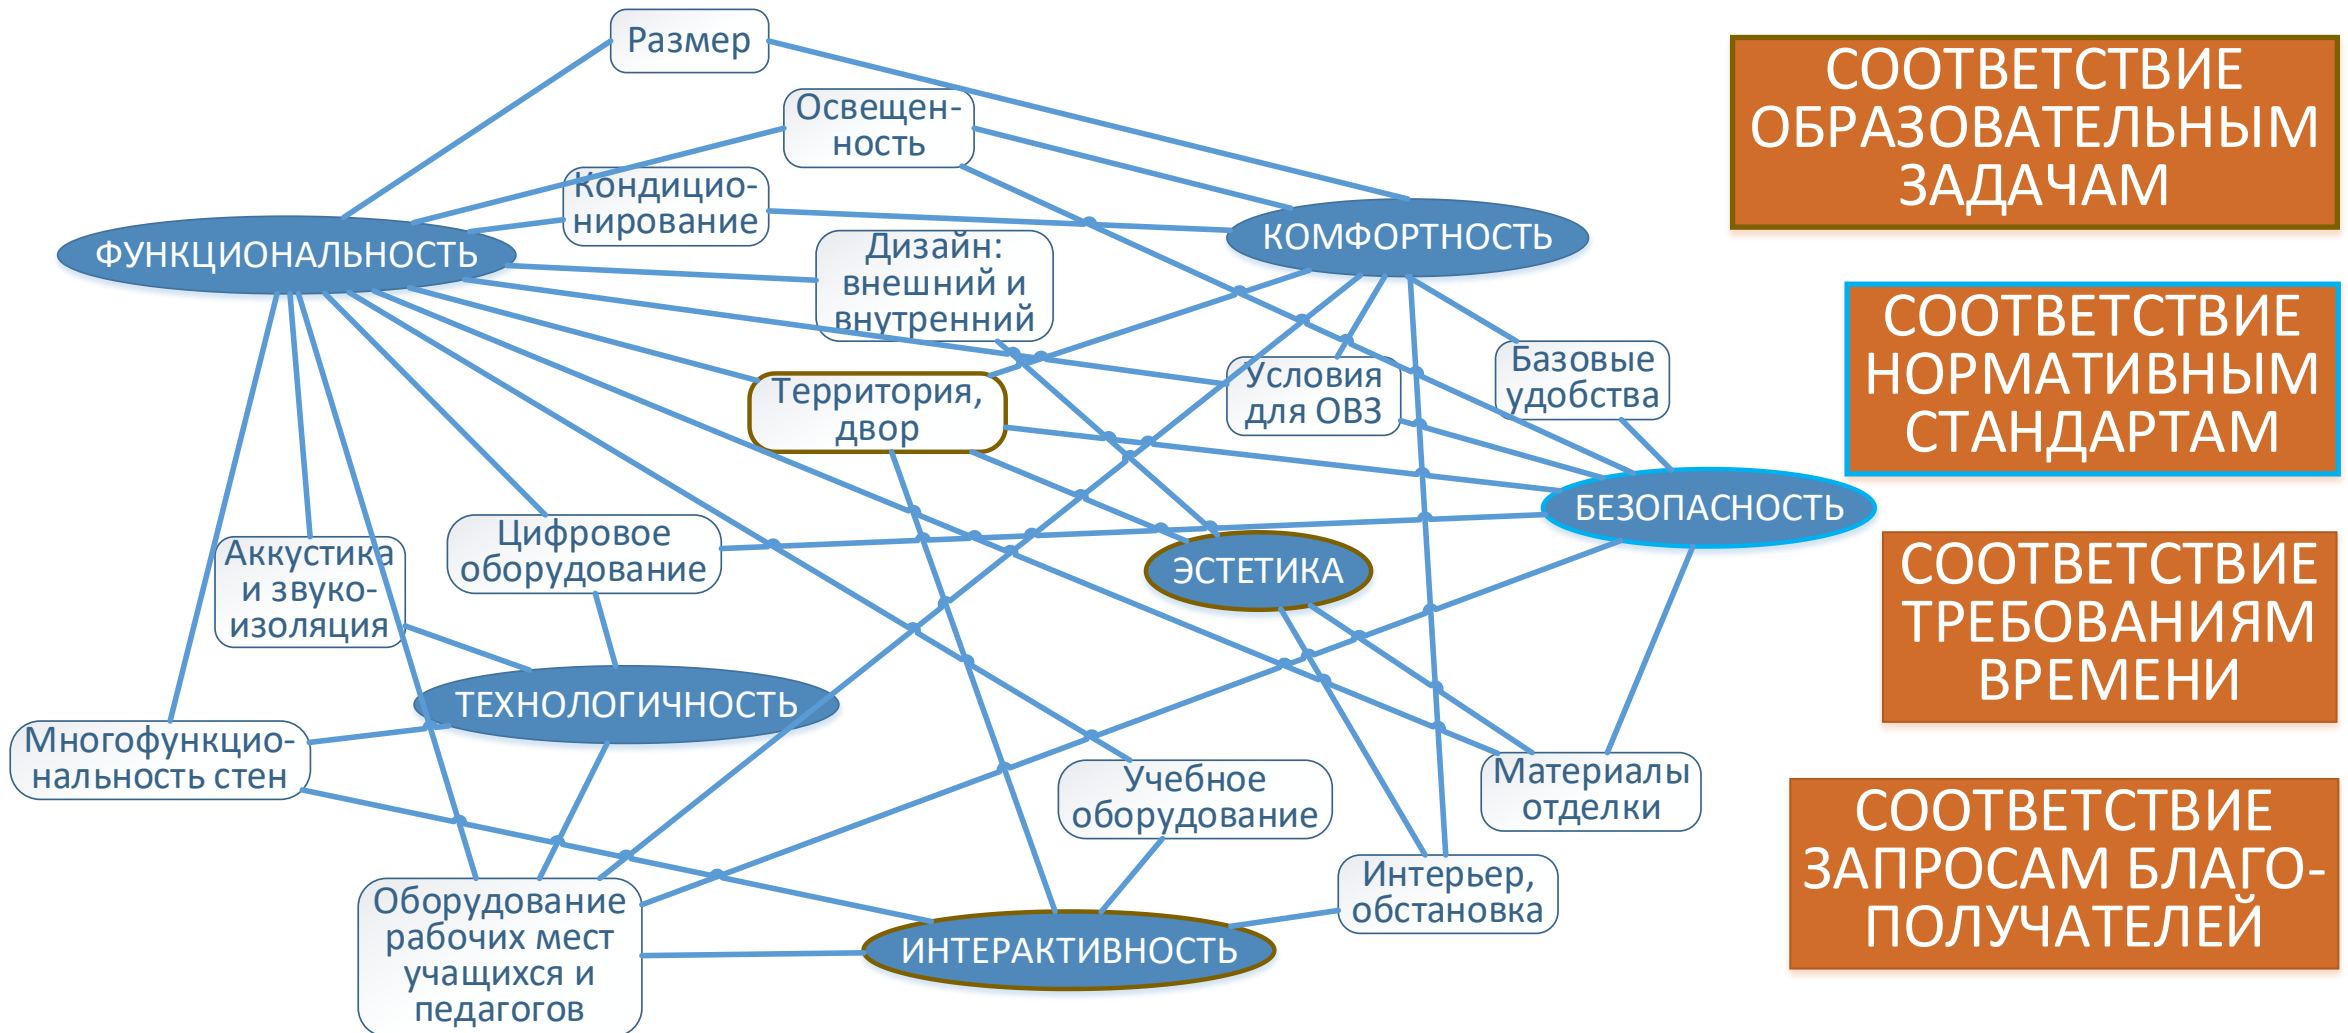 Размер
Освещен-
ность
Кондицио-
нирование
ФУНКЦИОНАЛЬНОСТЬ
КОМФОРТНОСТЬ
Дизайн:
внешний и
внутренний
Территория,
двор
Условия
для ОВЗ
Базовые
удобства
БЕЗОПАСНОСТЬ
Аккустика
и звуко-
изоляция
Цифровое
оборудование
ЭСТЕТИКА
ТЕХНОЛОГИЧНОСТЬ
Многофункцио-
нальность стен
Учебное
оборудование
Материалы
отделки
Оборудование
рабочих мест
учащихся и
педагогов
ИНТЕРАКТИВНОСТЬ
Интерьер,
обстановка
СООТВЕТСТВИЕ
ОБРАЗОВАТЕЛЬНЫМ
ЗАДАЧАМ
СООТВЕТСТВИЕ
НОРМАТИВНЫМ
СТАНДАРТАМ
СООТВЕТСТВИЕ
ТРЕБОВАНИЯМ
ВРЕМЕНИ
СООТВЕТСТВИЕ
ЗАПРОСАМ БЛАГО-
ПОЛУЧАТЕЛЕЙ